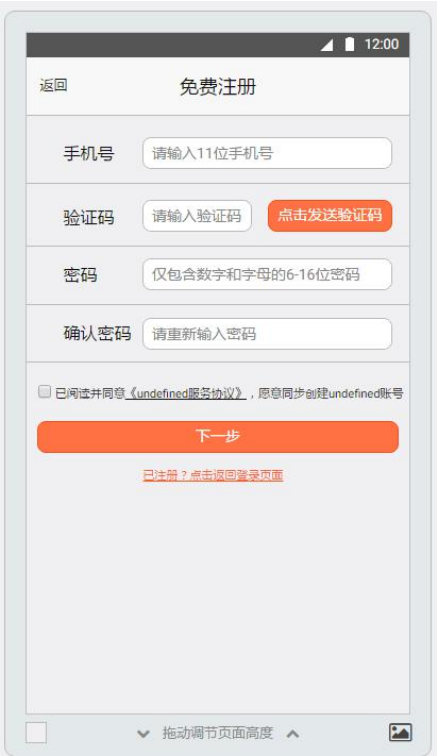 12:00
返回 免费注册
手机号 请输入11位手机号
验证码 请输入验证码 点击发送验证码
密码 仅包含数字和字母的6-16位密码
确认密码 请重新输入密码
已阅读并同意《undefined服务协议》，愿意同步创建undefined账号
下一步
已注册？点击返回登录页面
拖动调节页面高度